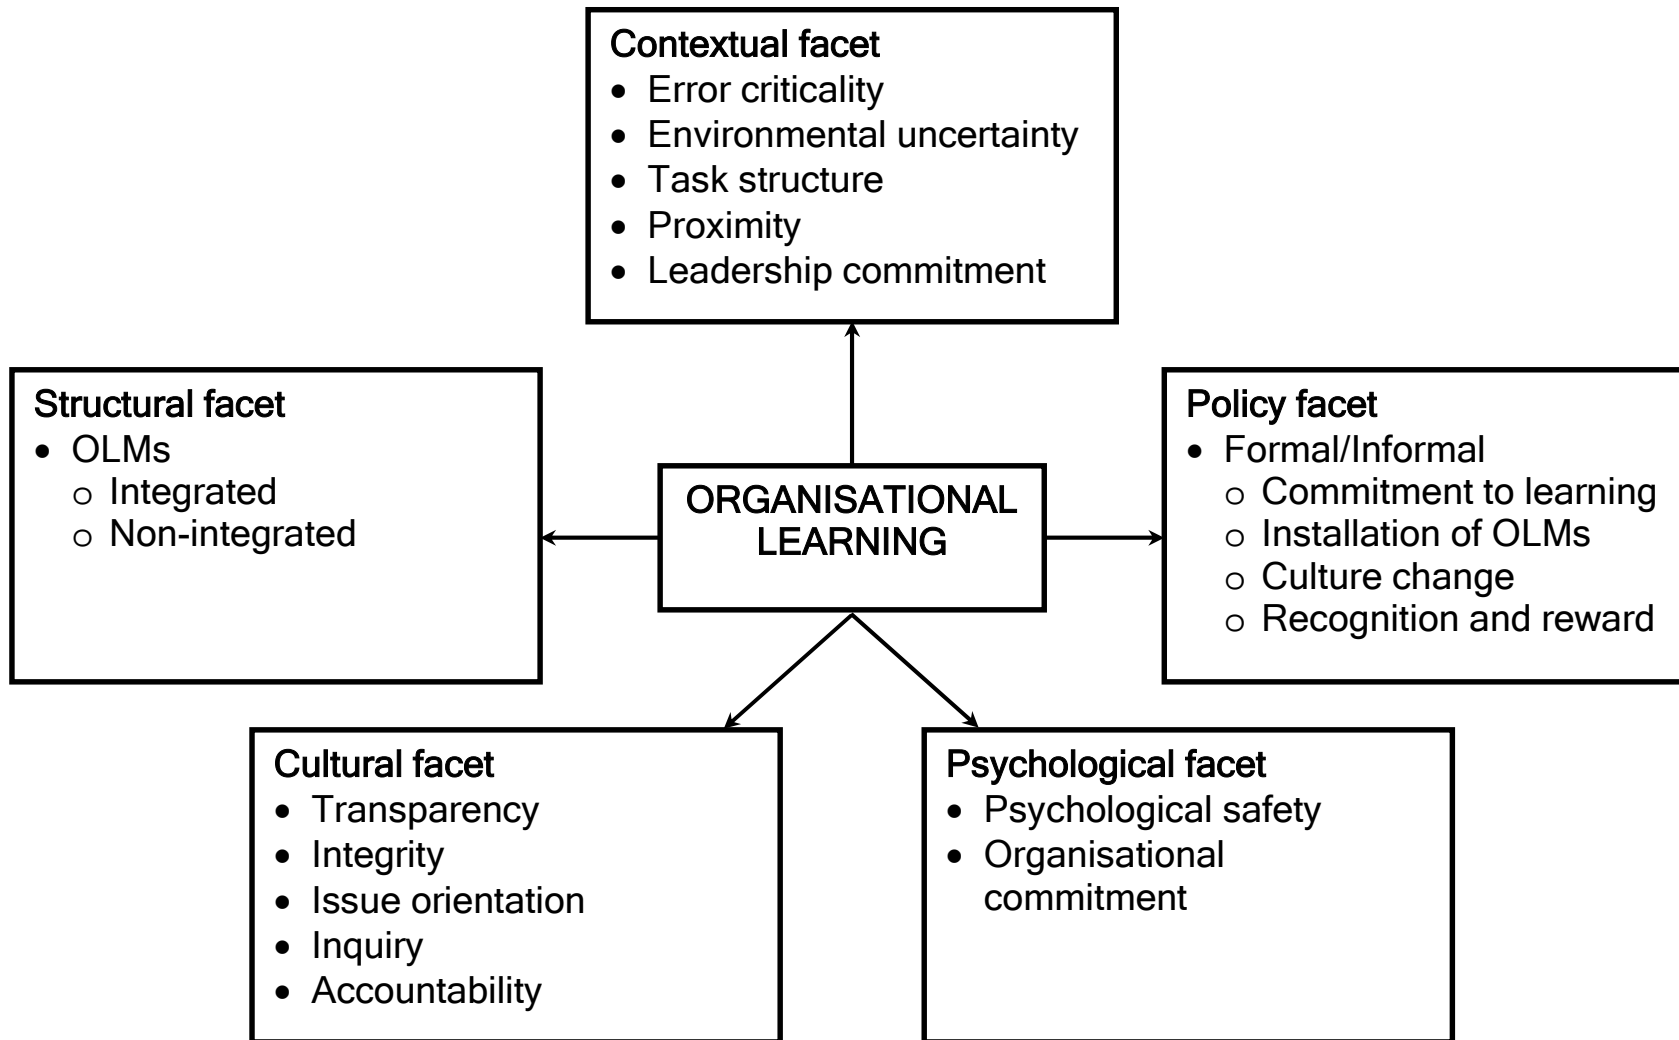 Contextual facet
• Error criticality
• Environmental uncertainty
• Task structure
• Proximity
• Leadership commitment
Structural facet
• OLMs
o Integrated
o Non-integrated
ORGANISATIONAL
LEARNING
Policy facet
• Formal/Informal
o Commitment to learning
o Installation of OLMs
o Culture change
o Recognition and reward
Cultural facet
• Transparency
• Integrity
• Issue orientation
• Inquiry
• Accountability
Psychological facet
• Psychological safety
• Organisational
commitment